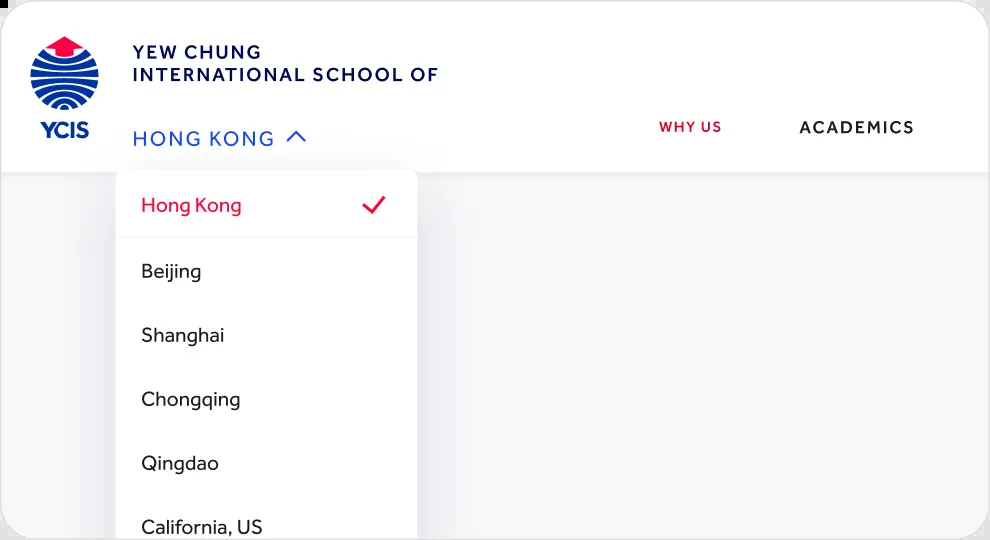 YEW CHUNG
INTERNATIONAL SCHOOL OF
YCIS
HONG KONG
WHY US
ACADEMICS
Hong Kong
Beijing
Shanghai
Chongqing
Qingdao
California, US